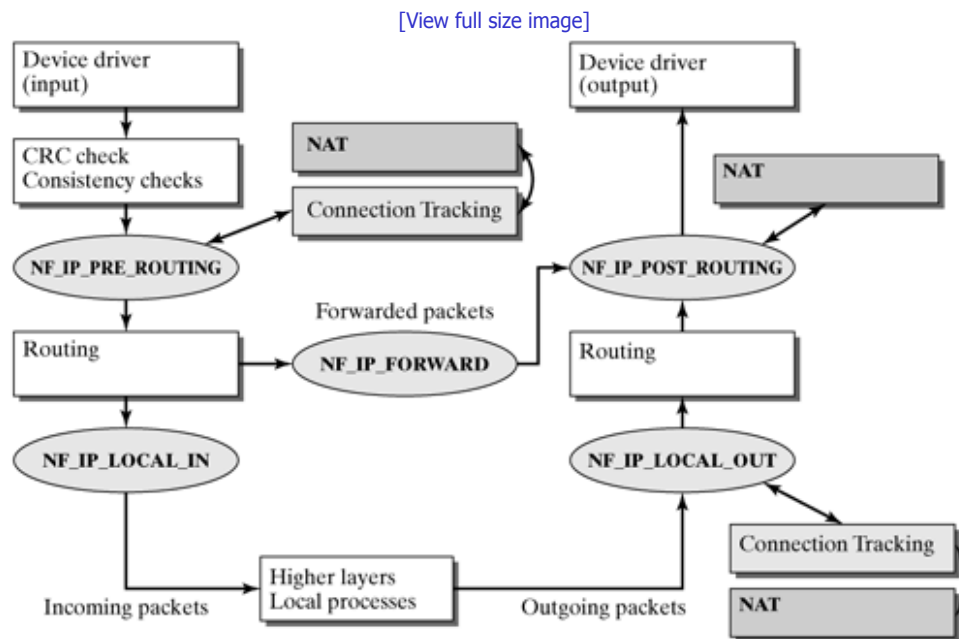 [View full size image]
Device driver
(input)
Device driver
(output)
CRC check
Consistency checks
NAT
Connection Tracking
NAT
NF_IP_PRE_ROUTING
NF_IP_POST_ROUTING
Forwarded packets
Routing
NF_IP_FORWARD
Routing
NF_IP_LOCAL_IN
NF_IP_LOCAL_OUT
Connection Tracking
Higher layers
Local processes
Incoming packets
Outgoing packets
NAT